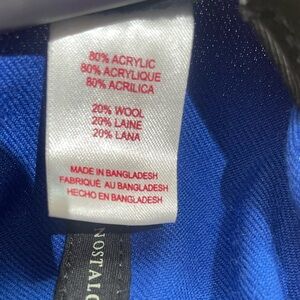 80% ACRYLIC
80% ACRYLIQUE
80% ACRILICA
20% WOOL
20% LAINE
20% LANA
MADE IN BANGLADESH
FABRIQUÉ AU BANGLADESH
HECHO EN BANGLADESH
NOSTALG